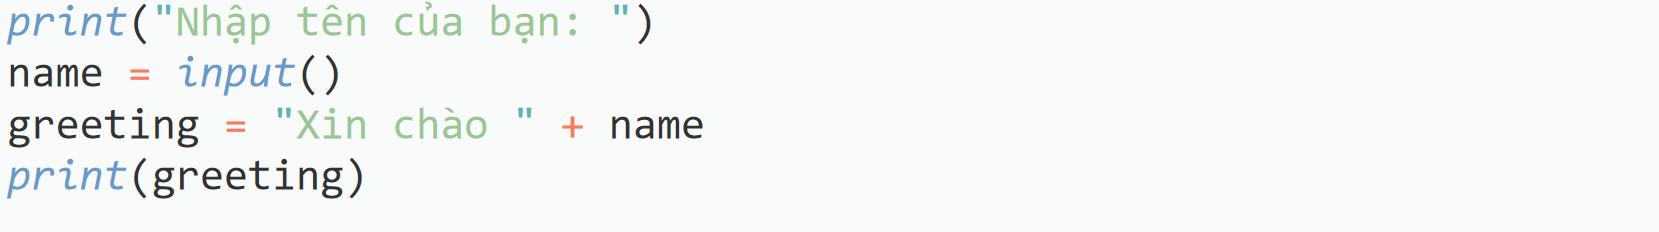 print("Nhập tên của bạn: ")
name = input()
greeting = "Xin chào " + name
print(greeting)